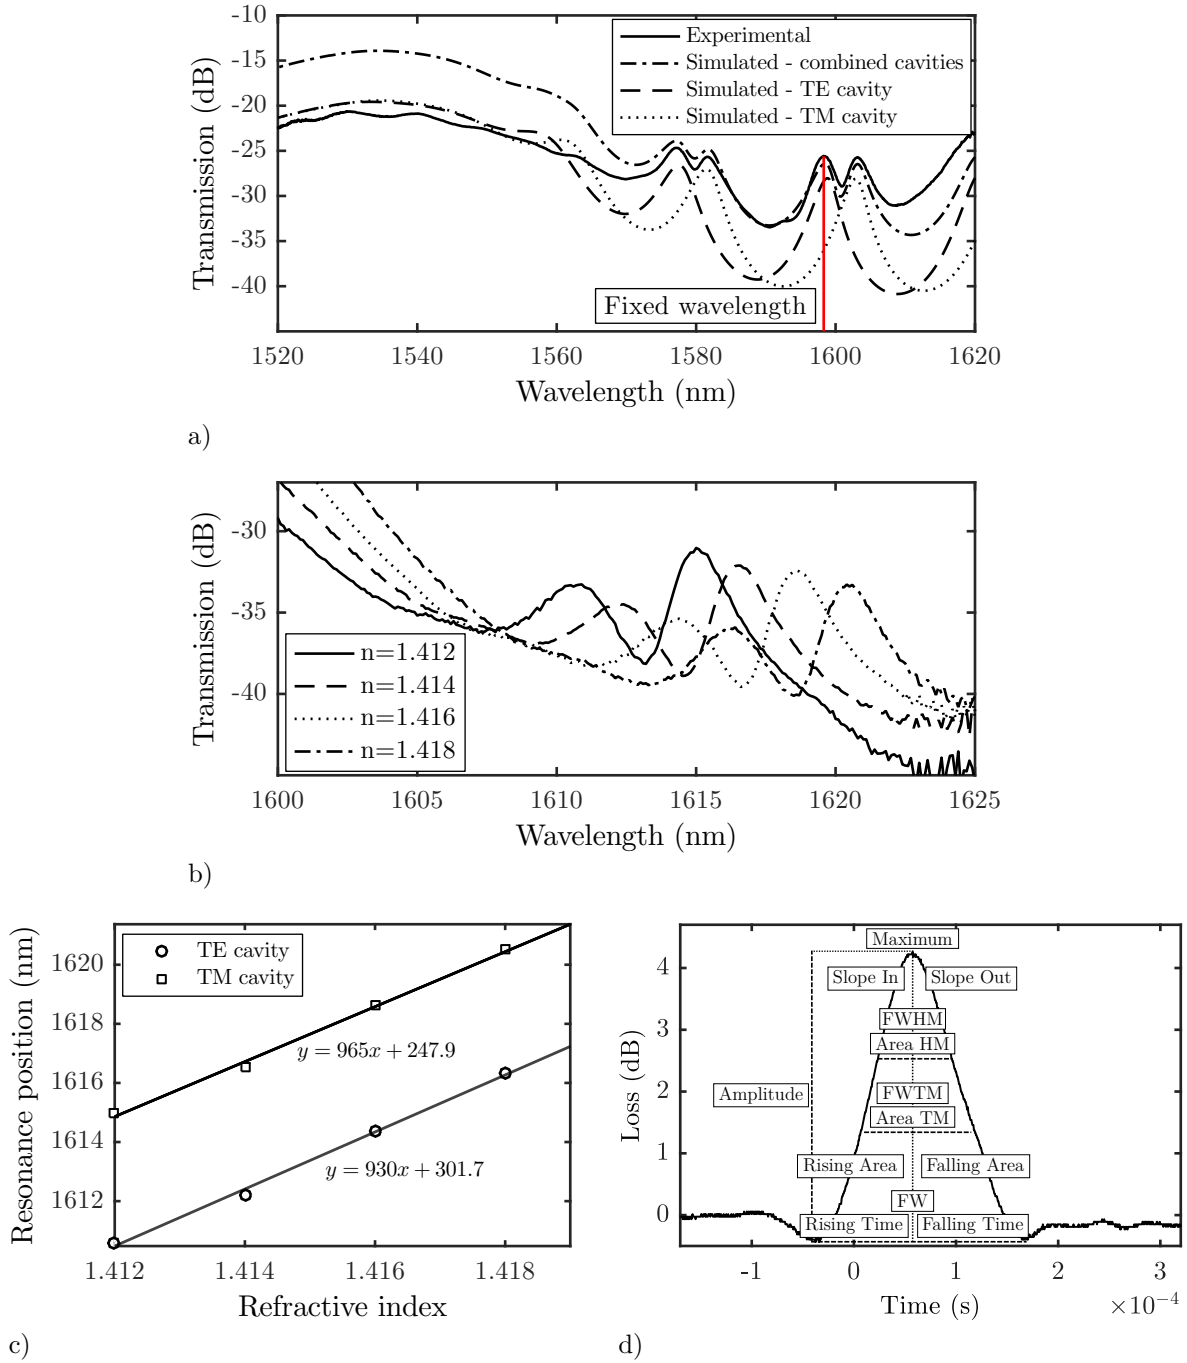 -10
-15
-20
-25
-30
-35
-40
Transmission (dB)
Experimental
Simulated - combined cavities
Simulated - TE cavity
Simulated - TM cavity
Fixed wavelength
1520 1540 1560 1580 1600 1620
Wavelength (nm)
a)
-30
-35
-40
Transmission (dB)
n=1.412
n=1.414
n=1.416
n=1.418
1600 1605 1610 1615 1620 1625
Wavelength (nm)
b)
1620
1618
1616
1614
1612
Resonance position (nm)
TE cavity
TM cavity
y = 965x + 247.9
y = 930x + 301.7
1.412 1.414 1.416 1.418
Refractive index
c)
4
3
2
1
0
Loss (dB)
Maximum
Slope In Slope Out
FWHM
Area HM
Amplitude
FWTM
Area TM
Rising Area Falling Area
FW
Rising Time Falling Time
-1 0 1 2 3
Time (s)
×10⁻⁴
d)